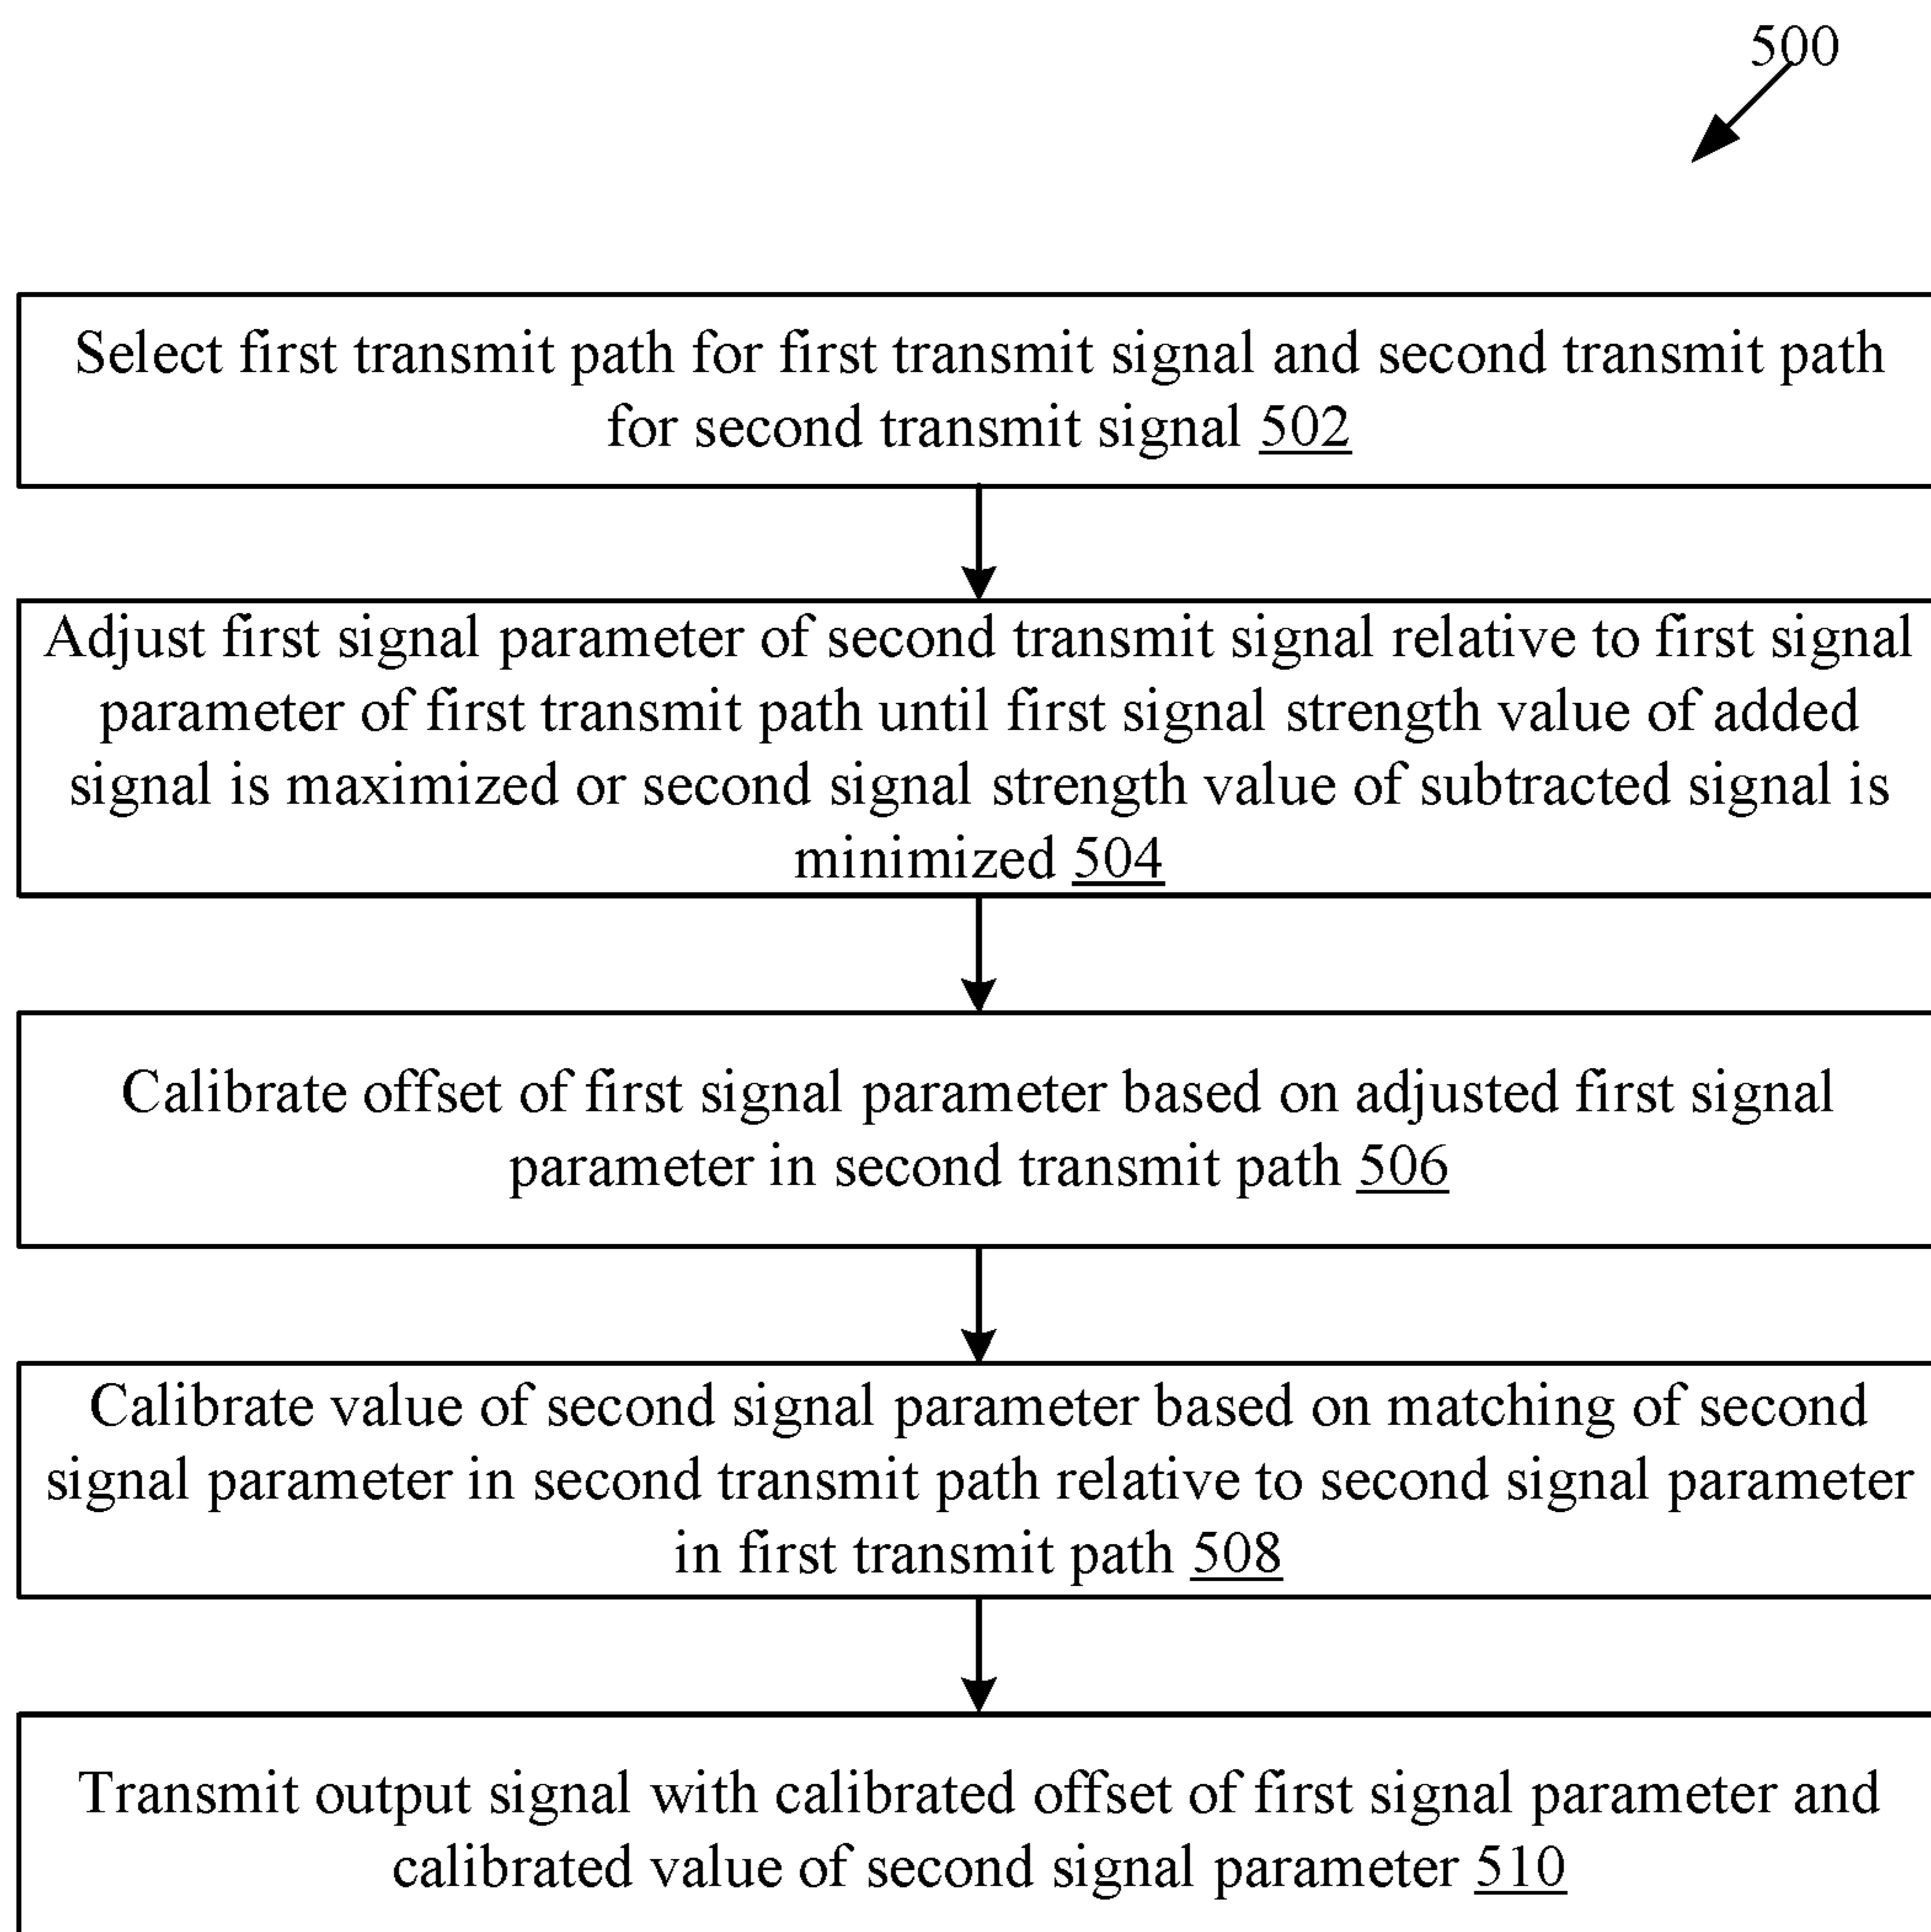 500
Select first transmit path for first transmit signal and second transmit path
for second transmit signal 502
Adjust first signal parameter of second transmit signal relative to first signal
parameter of first transmit path until first signal strength value of added
signal is maximized or second signal strength value of subtracted signal is
minimized 504
Calibrate offset of first signal parameter based on adjusted first signal
parameter in second transmit path 506
Calibrate value of second signal parameter based on matching of second
signal parameter in second transmit path relative to second signal parameter
in first transmit path 508
Transmit output signal with calibrated offset of first signal parameter and
calibrated value of second signal parameter 510